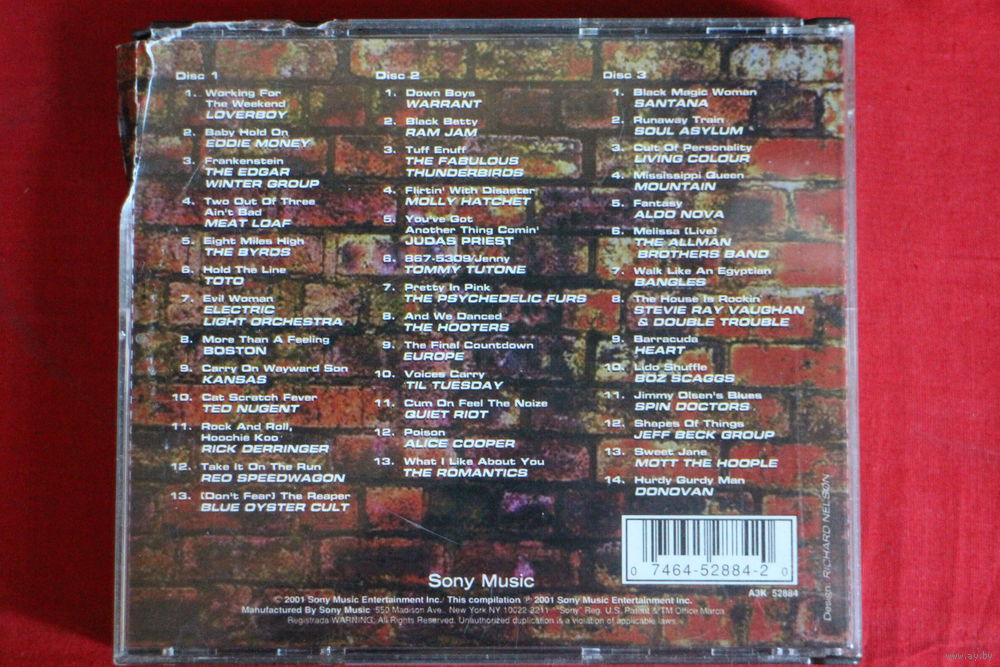 Disc 1
1. Working For
The Weekend
LOVERBOY
2. Baby Hold On
EDDIE MONEY
3. Frankenstein
THE EDGAR
WINTER GROUP
4. Two Out Of Three
Ain't Bad
MEAT LOAF
5. Eight Miles High
THE BYRDS
6. Hold The Line
TOTO
7. Evil Woman
ELECTRIC
LIGHT ORCHESTRA
8. More Than A Feeling
BOSTON
9. Carry On Wayward Son
KANSAS
10. Cat Scratch Fever
TED NUGENT
11. Rock And Roll,
Hoochie Koo
RICK DERRINGER
12. Take It On The Run
REO SPEEDWAGON
13. (Don't Fear) The Reaper
BLUE OYSTER CULT
Disc 2
1. Down Boys
WARRANT
2. Black Betty
RAM JAM
3. Tuff Enuff
THE FABULOUS
THUNDERBIRDS
4. Flirtin' With Disaster
MOLLY HATCHET
5. You've Got
Another Thing Comin'
JUDAS PRIEST
6. 867-5309/Jenny
TOMMY TUTONE
7. Pretty In Pink
THE PSYCHEDELIC FURS
8. And We Danced
THE HOOTERS
9. The Final Countdown
EUROPE
10. Voices Carry
'TIL TUESDAY
11. Cum On Feel The Noize
QUIET RIOT
12. Poison
ALICE COOPER
13. What I Like About You
THE ROMANTICS
Disc 3
1. Black Magic Woman
SANTANA
2. Runaway Train
SOUL ASYLUM
3. Cult Of Personality
LIVING COLOUR
4. Mississippi Queen
MOUNTAIN
5. Fantasy
ALDO NOVA
6. Melissa (Live)
THE ALLMAN
BROTHERS BAND
7. Walk Like An Egyptian
BANGLES
8. The House Is Rockin'
STEVIE RAY VAUGHAN
& DOUBLE TROUBLE
9. Barracuda
HEART
10. Lido Shuffle
BOZ SCAGGS
11. Jimmy Olsen's Blues
SPIN DOCTORS
12. Shapes Of Things
JEFF BECK GROUP
13. Sweet Jane
MOTT THE HOOPLE
14. Hurdy Gurdy Man
DONOVAN
Design: RICHARD NELSON
0 7464-52884-2 0
A3K 52884
Sony Music
© 2001 Sony Music Entertainment Inc./ This compilation ℗ 2001 Sony Music Entertainment Inc.
Manufactured By Sony Music 550 Madison Ave., New York NY 10022-3211 "Sony" Reg. U.S. Patent & TM Office Marca
Registrada WARNING: All Rights Reserved. Unauthorized duplication is a violation of applicable laws.
www.ay.by